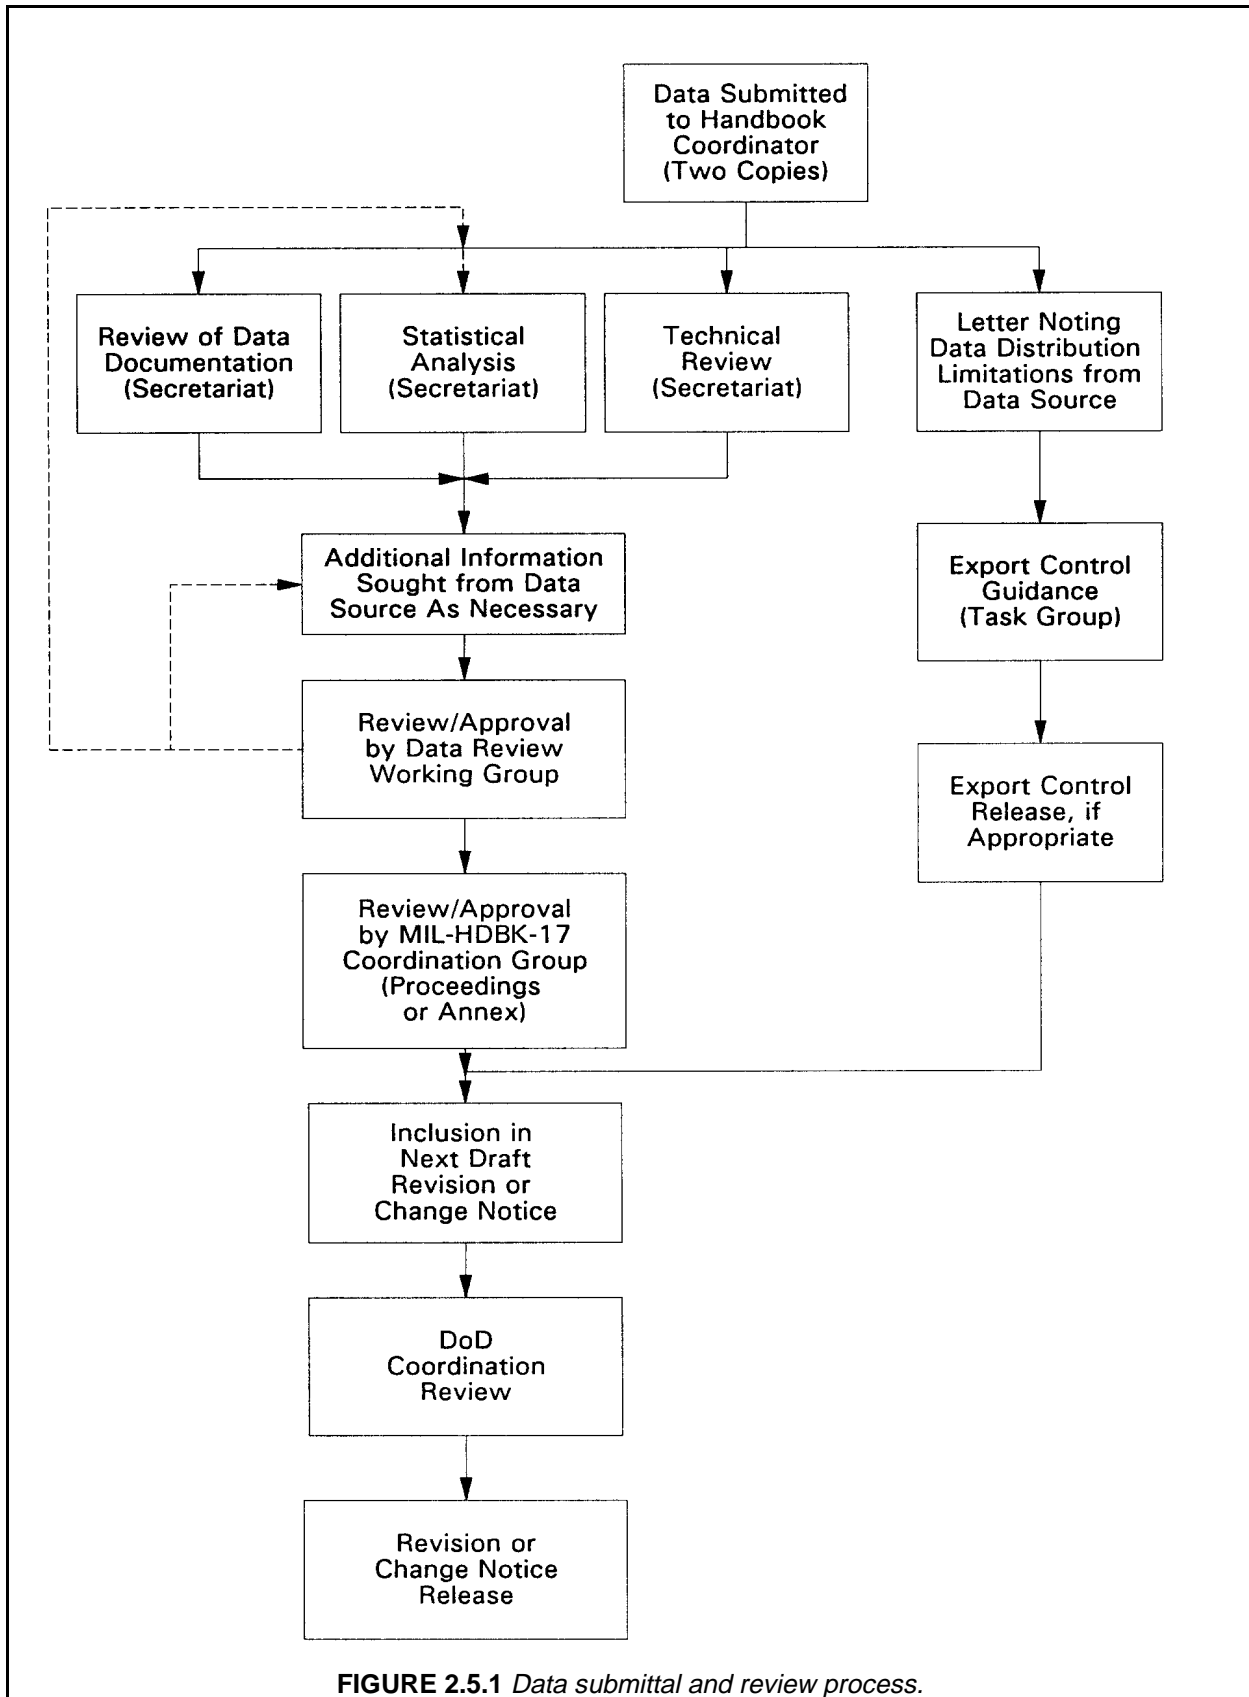 Data Submitted
to Handbook
Coordinator
(Two Copies)
Review of Data
Documentation
(Secretariat)
Statistical
Analysis
(Secretariat)
Technical
Review
(Secretariat)
Letter Noting
Data Distribution
Limitations from
Data Source
Additional Information
Sought from Data
Source As Necessary
Export Control
Guidance
(Task Group)
Review/Approval
by Data Review
Working Group
Export Control
Release, if
Appropriate
Review/Approval
by MIL-HDBK-17
Coordination Group
(Proceedings
or Annex)
Inclusion in
Next Draft
Revision or
Change Notice
DoD
Coordination
Review
Revision or
Change Notice
Release
FIGURE 2.5.1 Data submittal and review process.